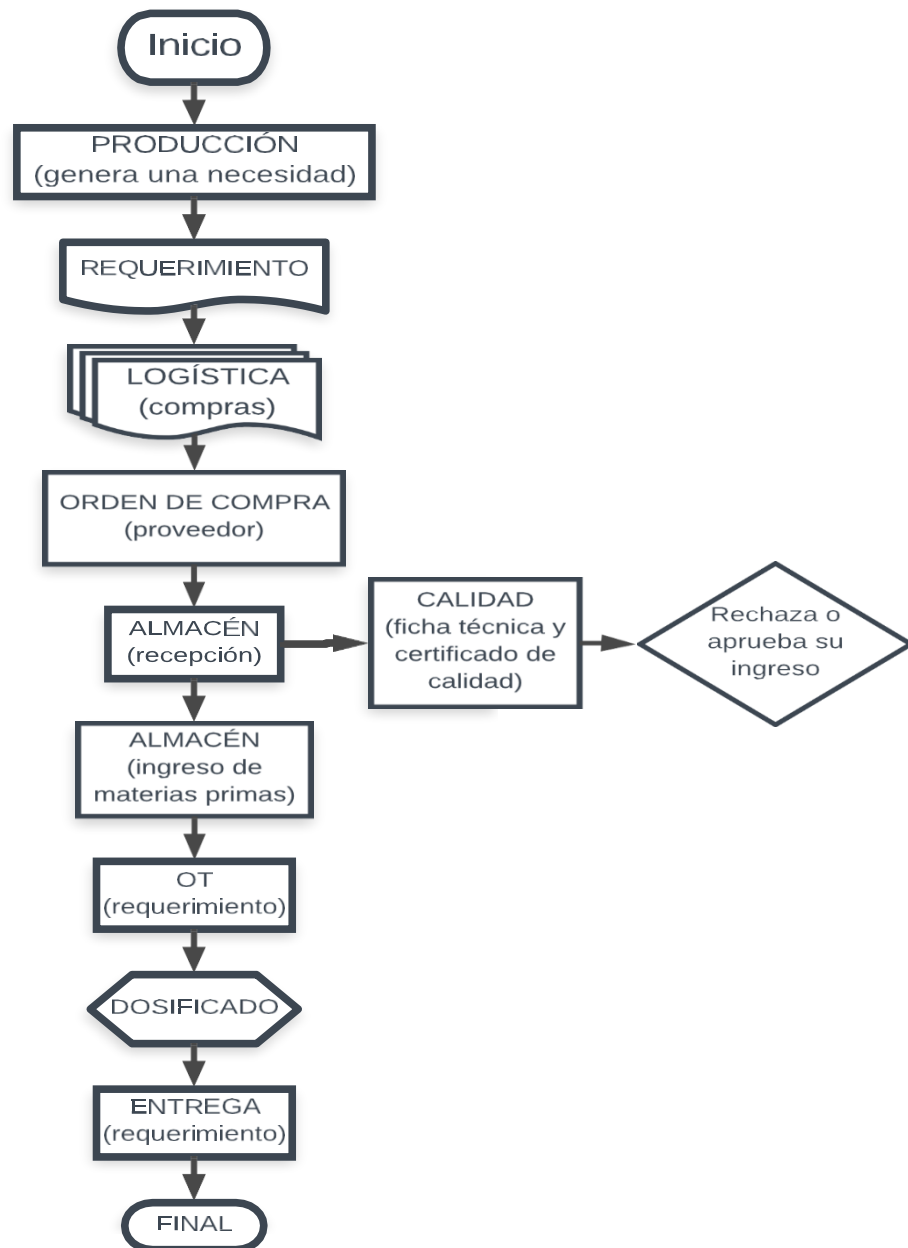 Inicio
PRODUCCIÓN
(genera una necesidad)
REQUERIMIENTO
LOGÍSTICA
(compras)
ORDEN DE COMPRA
(proveedor)
ALMACÉN
(recepción)
CALIDAD
(ficha técnica y
certificado de
calidad)
Rechaza o
aprueba su
ingreso
ALMACÉN
(ingreso de
materias primas)
OT
(requerimiento)
DOSIFICADO
ENTREGA
(requerimiento)
FINAL